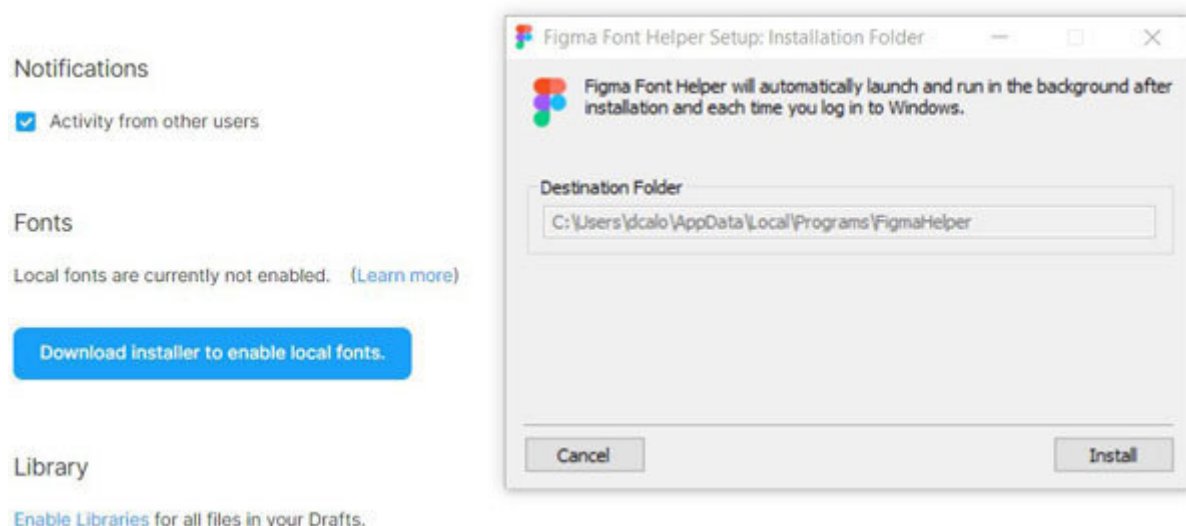 Notifications
Activity from other users
Fonts
Local fonts are currently not enabled. (Learn more)
Download installer to enable local fonts.
Library
Enable Libraries for all files in your Drafts.
Figma Font Helper Setup: Installation Folder
Figma Font Helper will automatically launch and run in the background after
installation and each time you log in to Windows.
Destination Folder
C:\Users\dcalo\AppData\Local\Programs\FigmaHelper
Cancel
Install